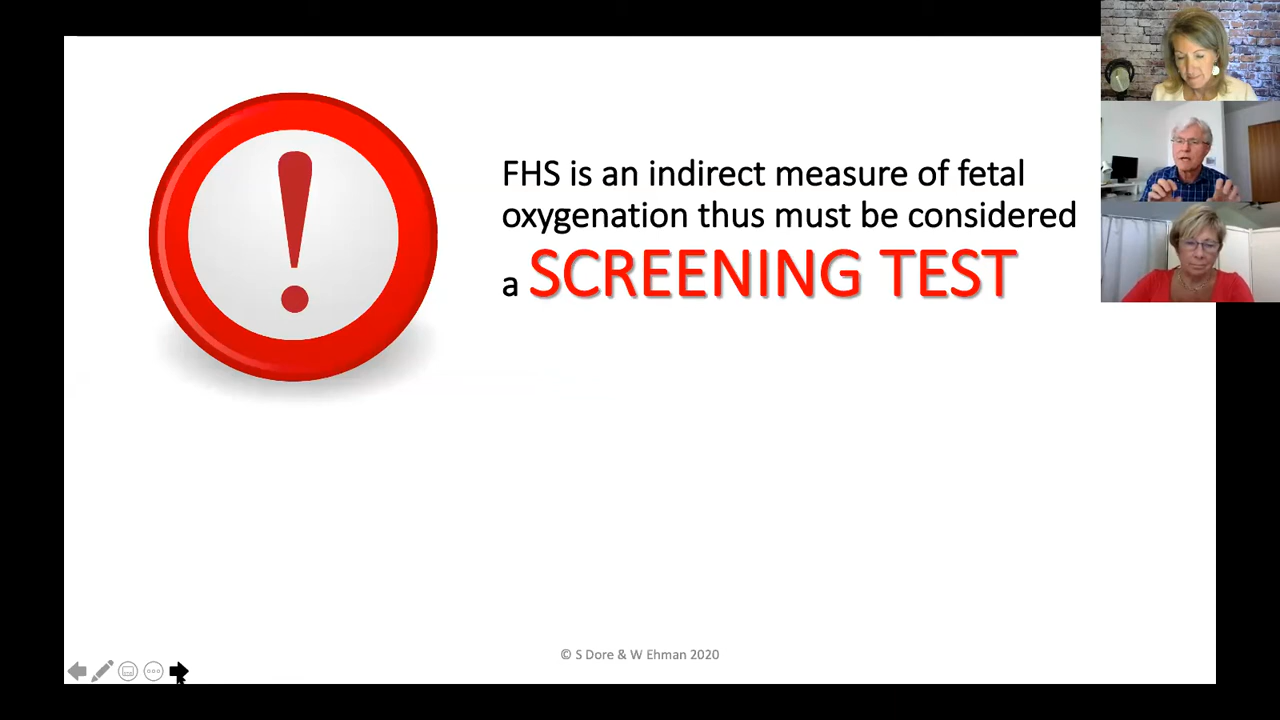 FHS is an indirect measure of fetal
oxygenation thus must be considered
a SCREENING TEST
© S Dore & W Ehman 2020